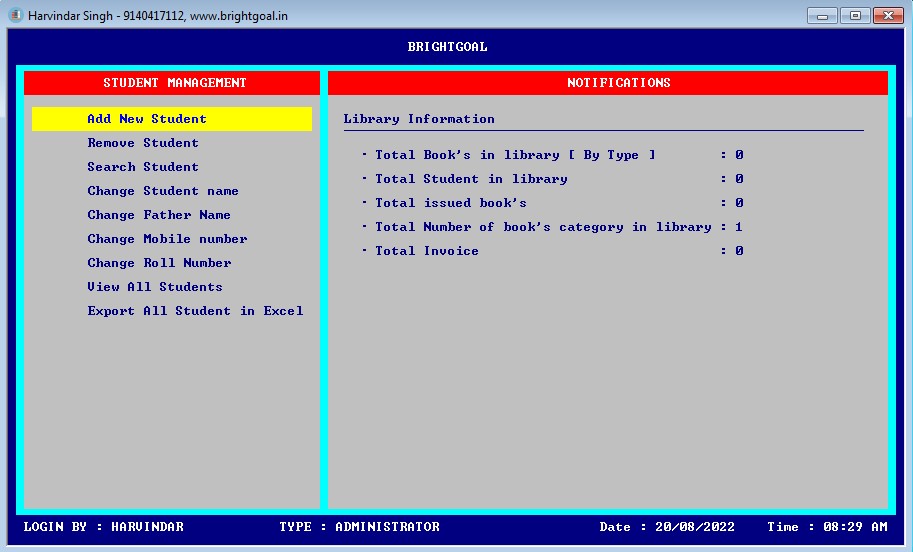 Harvindar Singh - 9140417112, www.brightgoal.in
BRIGHTGOAL
STUDENT MANAGEMENT
Add New Student
Remove Student
Search Student
Change Student name
Change Father Name
Change Mobile number
Change Roll Number
View All Students
Export All Student in Excel
NOTIFICATIONS
Library Information
- Total Book's in library [ By Type ] : 0
- Total Student in library : 0
- Total issued book's : 0
- Total Number of book's category in library : 1
- Total Invoice : 0
LOGIN BY : HARVINDAR TYPE : ADMINISTRATOR Date : 20/08/2022 Time : 08:29 AM